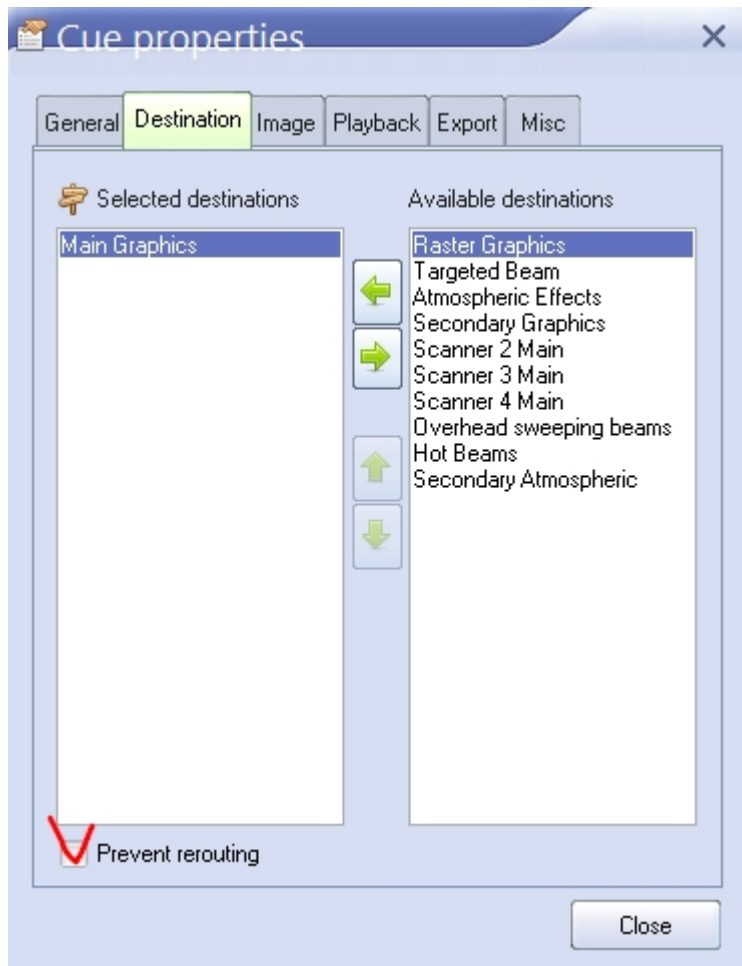 Cue properties
General Destination Image Playback Export Misc
Selected destinations
Available destinations
Main Graphics
Raster Graphics
Targeted Beam
Atmospheric Effects
Secondary Graphics
Scanner 2 Main
Scanner 3 Main
Scanner 4 Main
Overhead sweeping beams
Hot Beams
Secondary Atmospheric
Prevent rerouting
Close